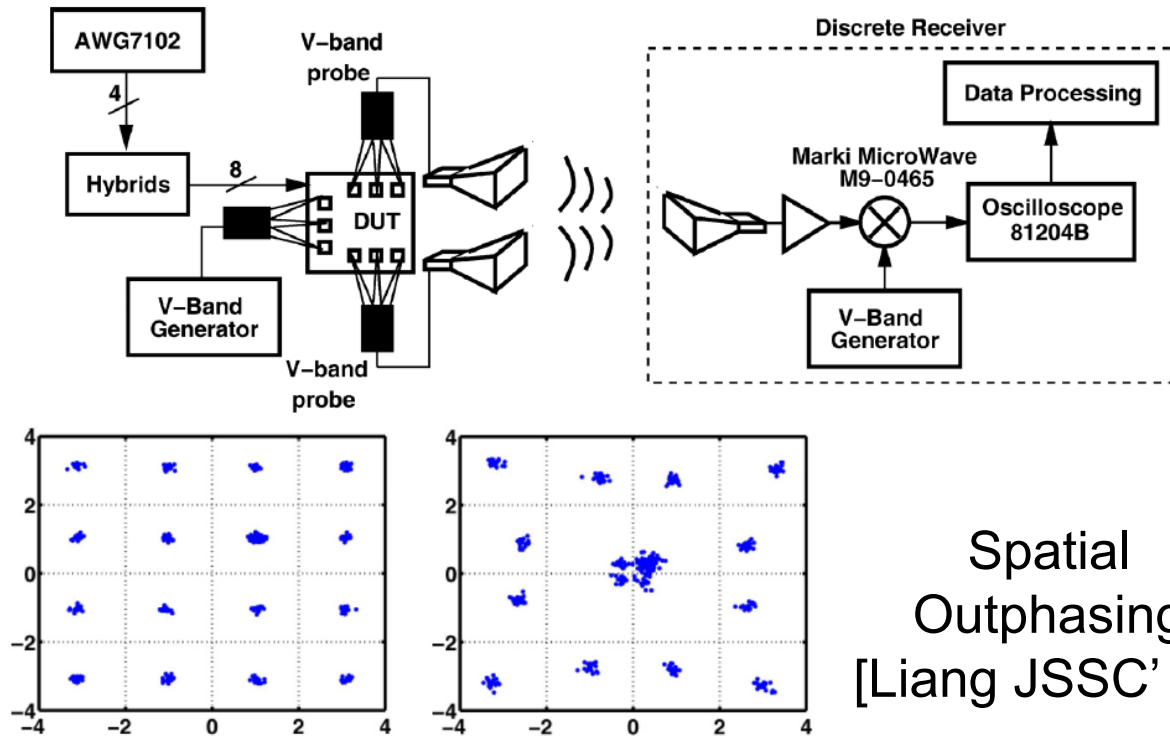 AWG7102
4
Hybrids
8
V-band
probe
DUT
V-Band
Generator
V-band
probe
Discrete Receiver
Data Processing
Marki MicroWave
M9-0465
Oscilloscope
81204B
V-Band
Generator
4
2
0
-2
-4
-4 -2 0 2 4
4
2
0
-2
-4
-4 -2 0 2 4
Spatial
Outphasing
[Liang JSSC'